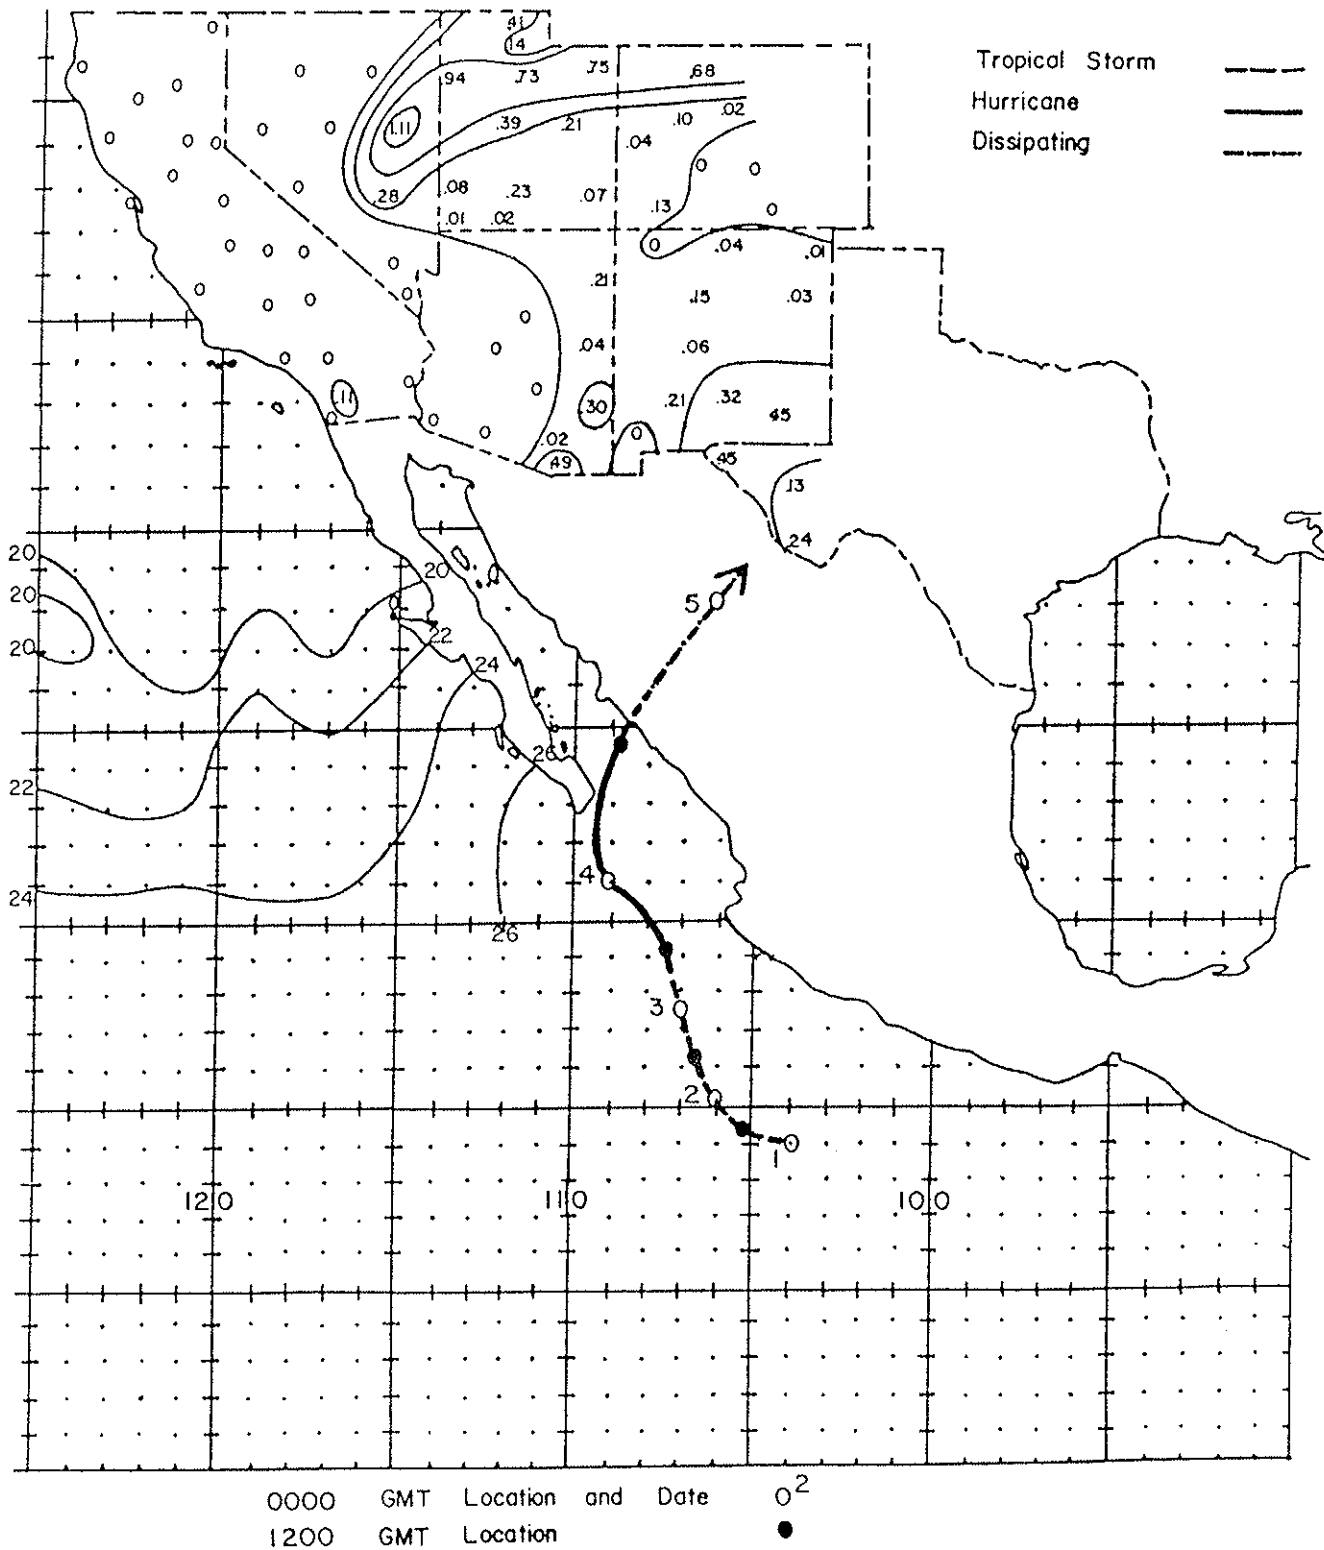 .41
.14
Tropical Storm
.94 .73 .75 .68
Hurricane
1.11 .39 .21 .10 .02
Dissipating
.04
.28 .08 .23 .07 .13
.01 .02
0 .04 .01
.21 .15 .03
.04 .06
.11 .30 .21 .32 .45
.02 0
.49 .45
.13
.24
20 20
20 5
22
20 24
26
22
4
24
26
3
2
1
120 110 100
0000 GMT Location and Date O²
1200 GMT Location ●